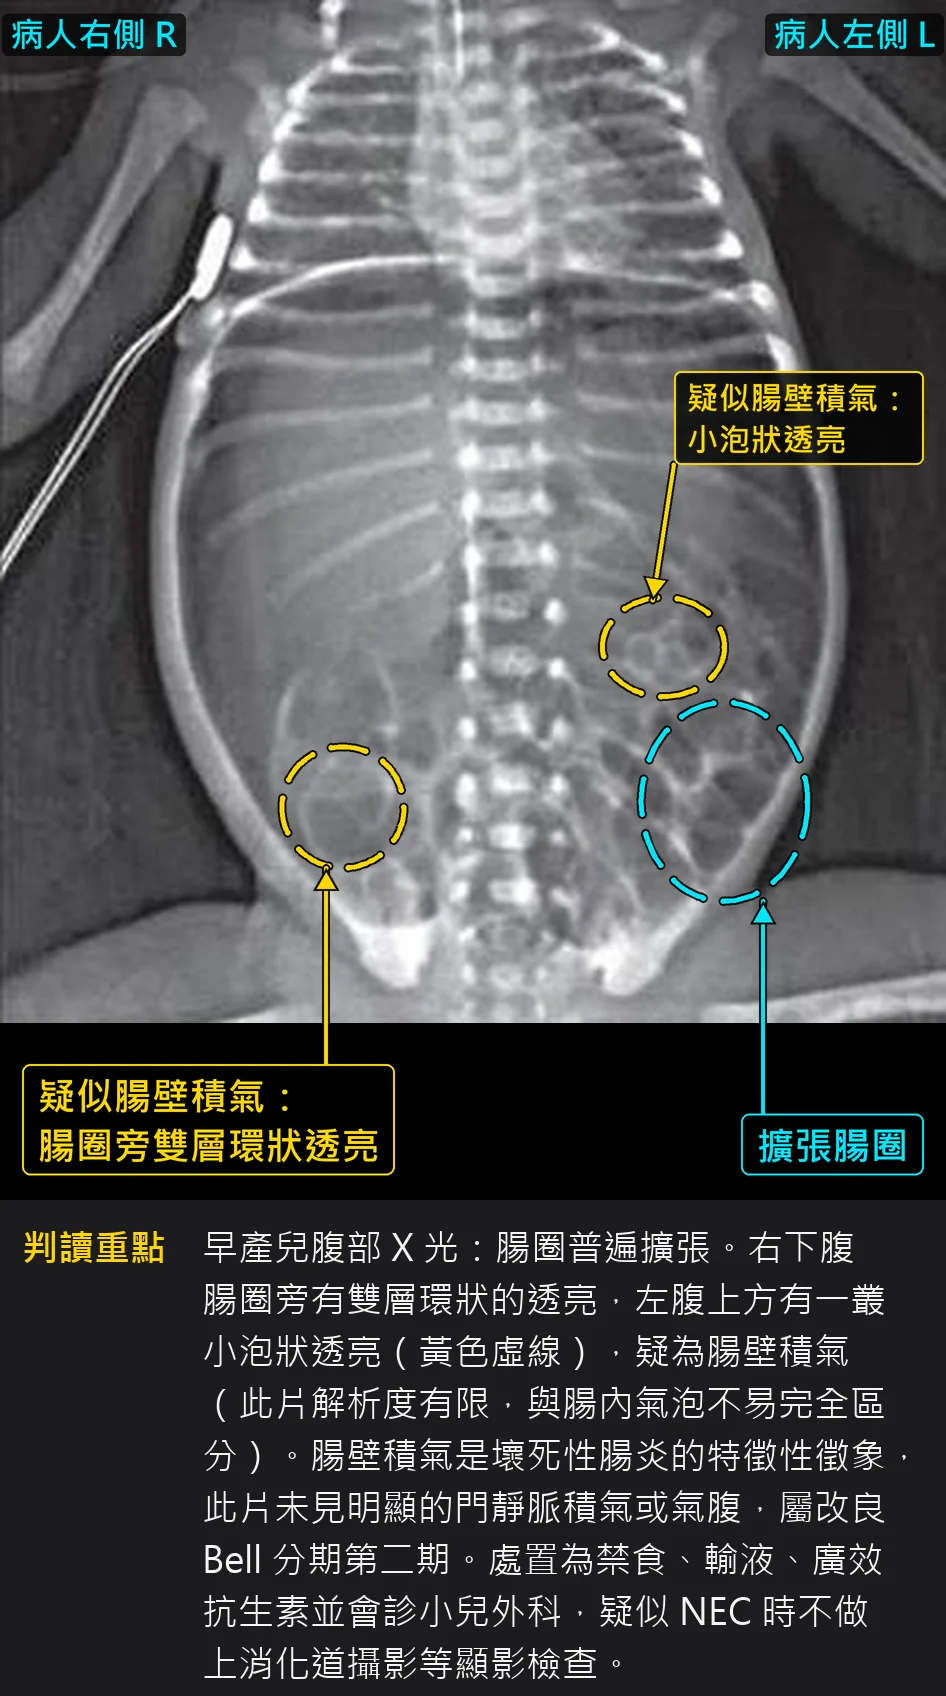 病人右側 R
病人左側 L
疑似腸壁積氣：
小泡狀透亮
疑似腸壁積氣：
腸圈旁雙層環狀透亮
擴張腸圈
判讀重點
早產兒腹部 X 光：腸圈普遍擴張。右下腹
腸圈旁有雙層環狀的透亮，左腹上方有一叢
小泡狀透亮（黃色虛線），疑為腸壁積氣
（此片解析度有限，與腸內氣泡不易完全區
分）。腸壁積氣是壞死性腸炎的特徵性徵象，
此片未見明顯的門靜脈積氣或氣腹，屬改良
Bell 分期第二期。處置為禁食、輸液、廣效
抗生素並會診小兒外科，疑似 NEC 時不做
上消化道攝影等顯影檢查。